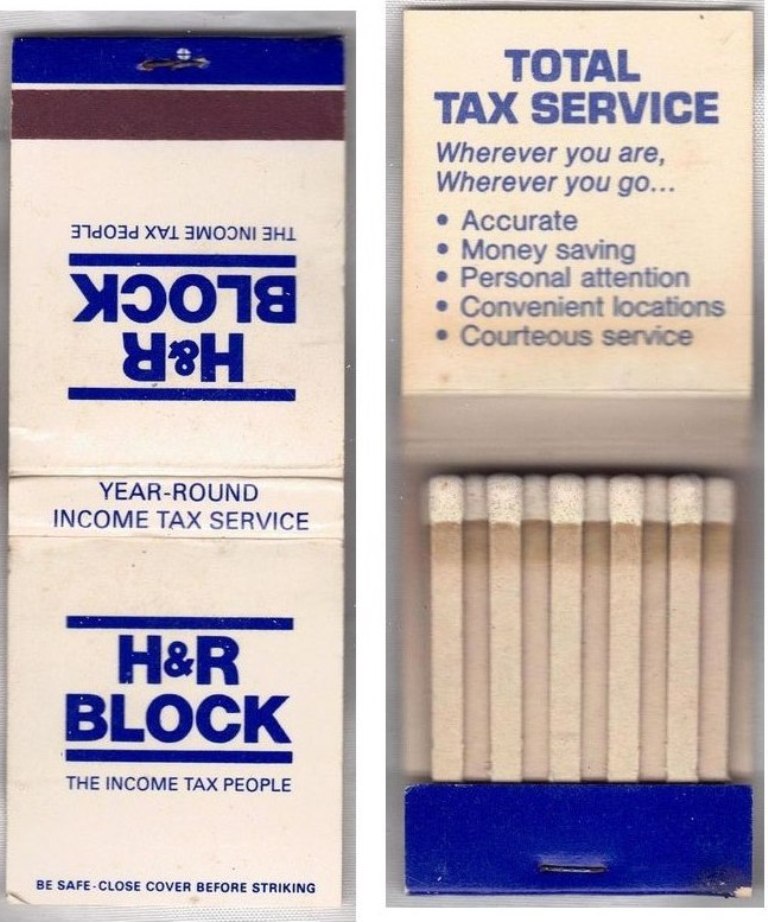 THE INCOME TAX PEOPLE
H&R
BLOCK
YEAR-ROUND
INCOME TAX SERVICE
H&R
BLOCK
THE INCOME TAX PEOPLE
BE SAFE-CLOSE COVER BEFORE STRIKING
TOTAL
TAX SERVICE
Wherever you are,
Wherever you go...
• Accurate
• Money saving
• Personal attention
• Convenient locations
• Courteous service